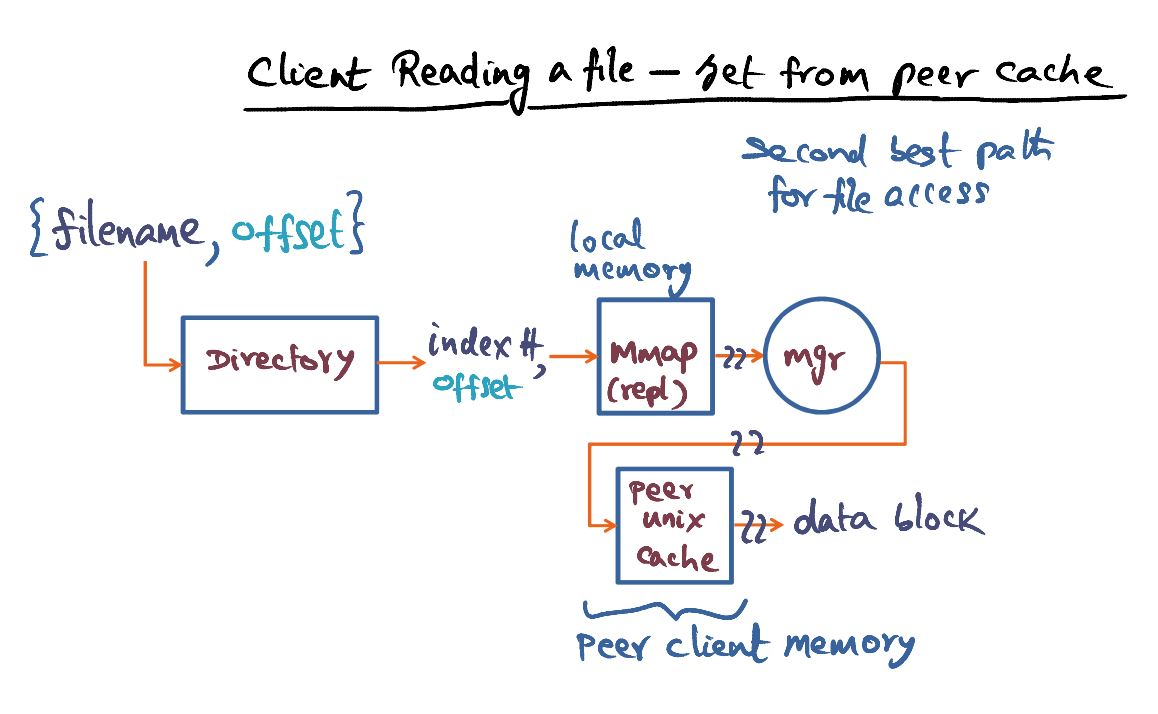 Client Reading a file – get from peer cache
second best path
for file access
{filename, offset}
local
memory
Directory
index #,
offset
Mmap
(repl)
mgr
peer
unix
cache
data block
peer client memory